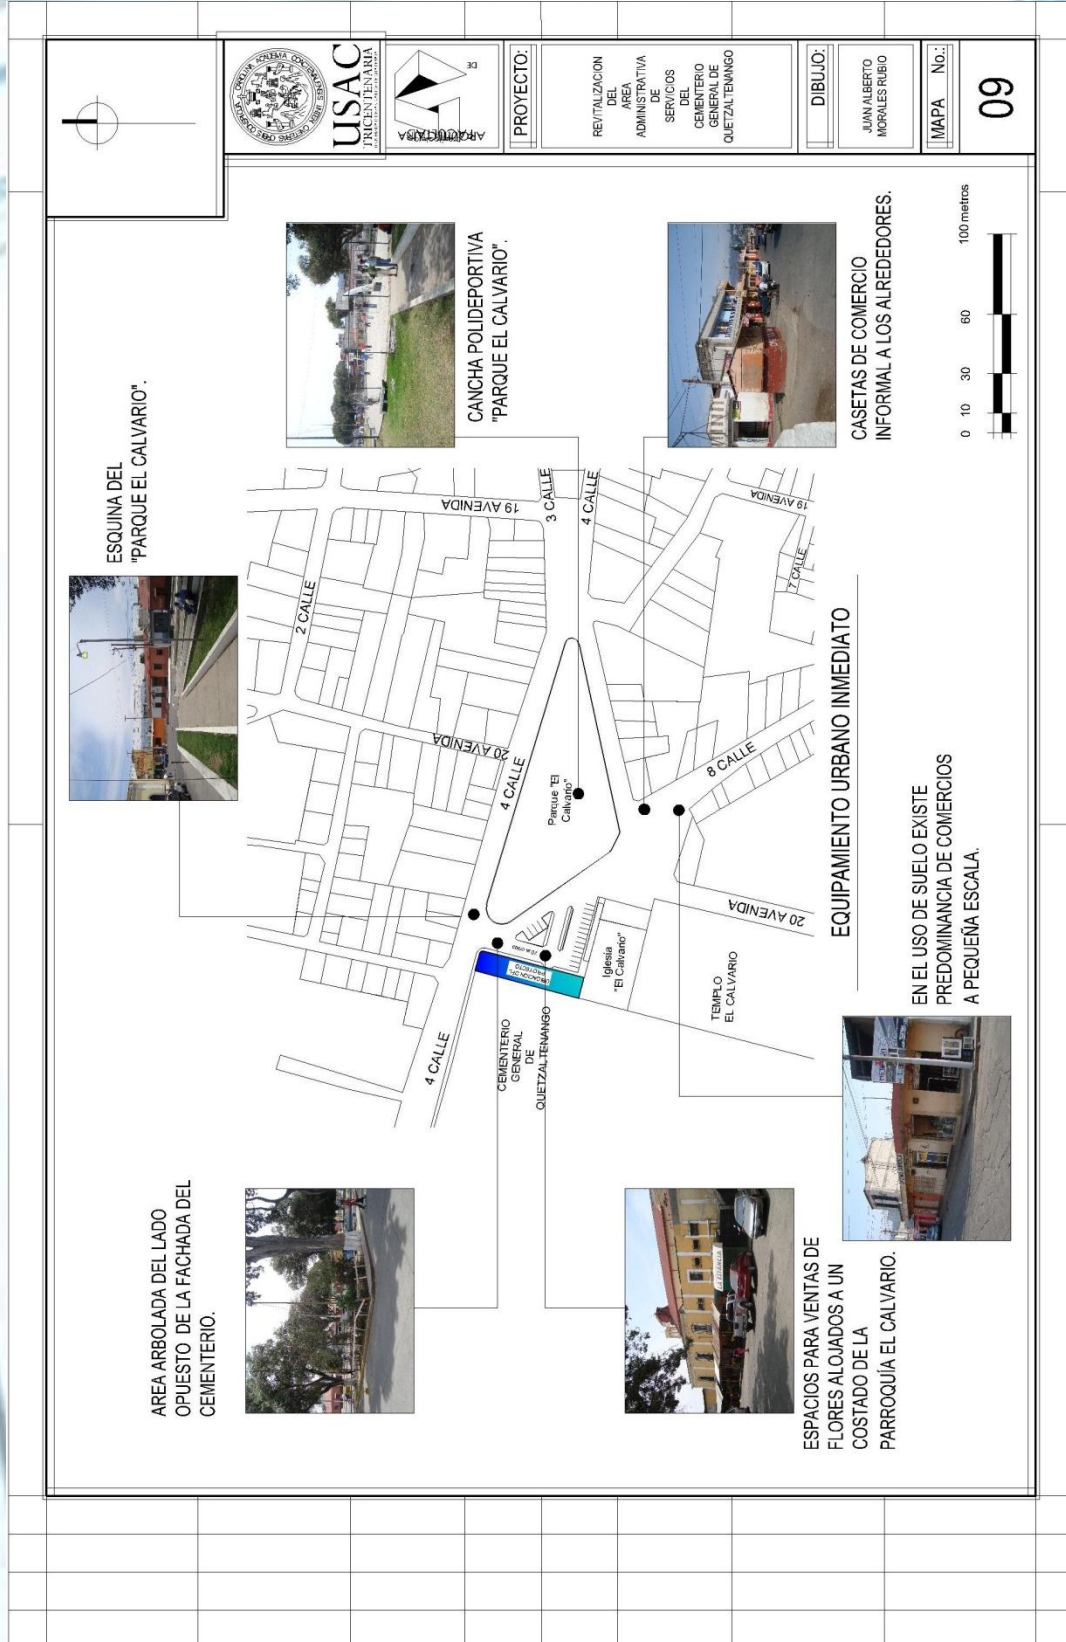 ESQUINA DEL
"PARQUE EL CALVARIO".
CANCHA POLIDEPORTIVA
"PARQUE EL CALVARIO".
AREA ARBOLADA DEL LADO
OPUESTO DE LA FACHADA DEL
CEMENTERIO.
2 CALLE
19 AVENIDA
20 AVENIDA
3 CALLE
4 CALLE
4 CALLE
4 CALLE
Parque "El
Calvario"
CEMENTERIO
GENERAL
DE
QUETZALTENANGO
UBICACION DEL
PROYECTO
Iglesia
"El Calvario"
TEMPLO
EL CALVARIO
20 AVENIDA
8 CALLE
7 CALLE
19 AVENIDA
CASETAS DE COMERCIO
INFORMAL A LOS ALREDEDORES.
ESPACIOS PARA VENTAS DE
FLORES ALOJADOS A UN
COSTADO DE LA
PARROQUÍA EL CALVARIO.
EN EL USO DE SUELO EXISTE
PREDOMINANCIA DE COMERCIOS
A PEQUEÑA ESCALA.
EQUIPAMIENTO URBANO INMEDIATO
0 10 30 60 100 metros
USAC
TRICENTENARIA
DE
PROYECTO:
REVITALIZACION
DEL
AREA
ADMINISTRATIVA
DE
SERVICIOS
DEL
CEMENTERIO
GENERAL DE
QUETZALTENANGO
DIBUJO:
JUAN ALBERTO
MORALES RUBIO
MAPA No.:
09